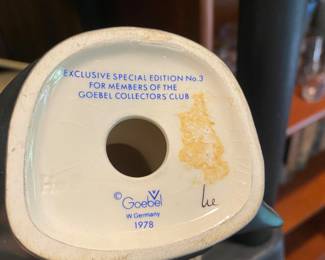 EXCLUSIVE SPECIAL EDITION No. 3
FOR MEMBERS OF THE
GOEBEL COLLECTORS CLUB
© Goebel
W. Germany
1978